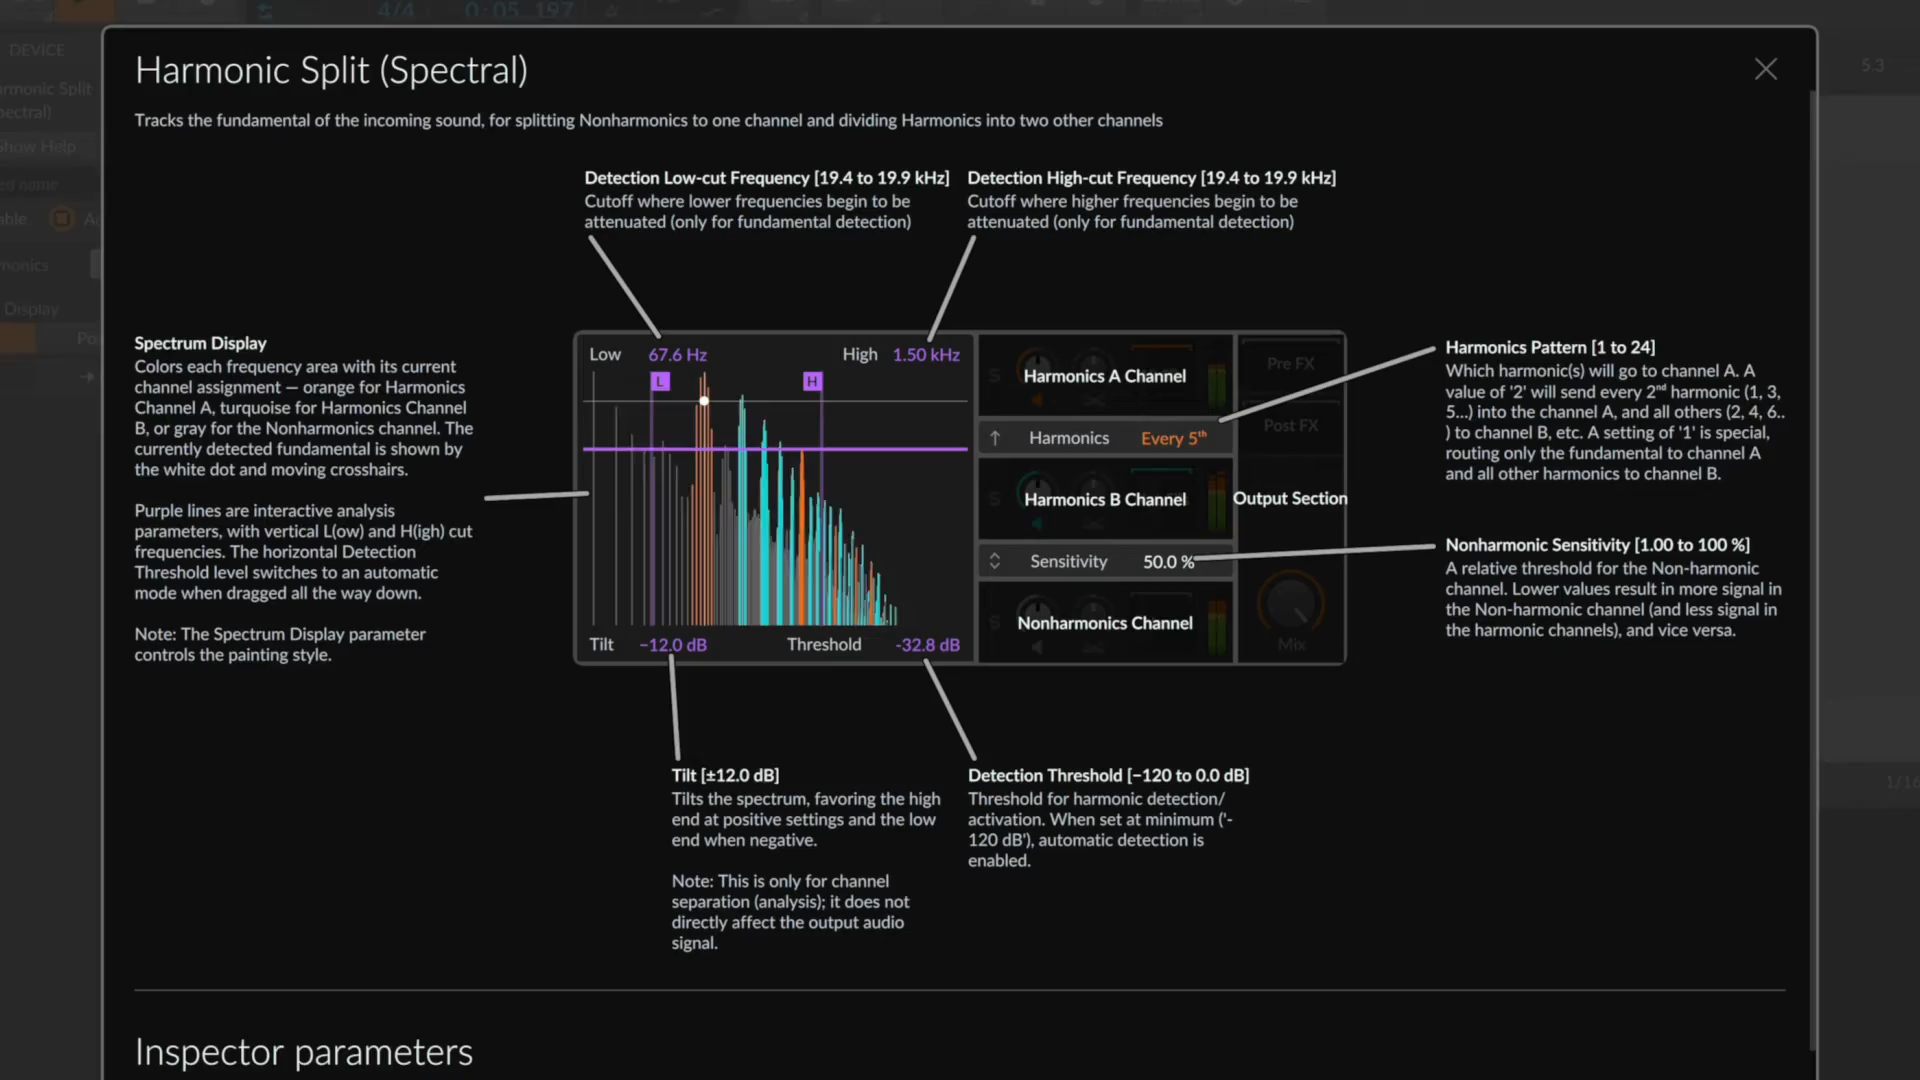 4/4
0:05.197
DEVICE
5.3
Harmonic Split (Spectral)
Tracks the fundamental of the incoming sound, for splitting Nonharmonics to one channel and dividing Harmonics into two other channels
Show Help
Display
Detection Low-cut Frequency [19.4 to 19.9 kHz]
Cutoff where lower frequencies begin to be
attenuated (only for fundamental detection)
Detection High-cut Frequency [19.4 to 19.9 kHz]
Cutoff where higher frequencies begin to be
attenuated (only for fundamental detection)
Spectrum Display
Colors each frequency area with its current
channel assignment — orange for Harmonics
Channel A, turquoise for Harmonics Channel
B, or gray for the Nonharmonics channel. The
currently detected fundamental is shown by
the white dot and moving crosshairs.
Purple lines are interactive analysis
parameters, with vertical L(ow) and H(igh) cut
frequencies. The horizontal Detection
Threshold level switches to an automatic
mode when dragged all the way down.
Note: The Spectrum Display parameter
controls the painting style.
Low 67.6 Hz
High 1.50 kHz
L
H
Tilt −12.0 dB
Threshold -32.8 dB
S
Harmonics A Channel
Harmonics Every 5th
S
Harmonics B Channel
Sensitivity 50.0 %
S
Nonharmonics Channel
Pre FX
Post FX
Output Section
Mix
Harmonics Pattern [1 to 24]
Which harmonic(s) will go to channel A. A
value of '2' will send every 2nd harmonic (1, 3,
5...) into the channel A, and all others (2, 4, 6..
) to channel B, etc. A setting of '1' is special,
routing only the fundamental to channel A
and all other harmonics to channel B.
Nonharmonic Sensitivity [1.00 to 100 %]
A relative threshold for the Non-harmonic
channel. Lower values result in more signal in
the Non-harmonic channel (and less signal in
the harmonic channels), and vice versa.
Tilt [±12.0 dB]
Tilts the spectrum, favoring the high
end at positive settings and the low
end when negative.
Note: This is only for channel
separation (analysis); it does not
directly affect the output audio
signal.
Detection Threshold [−120 to 0.0 dB]
Threshold for harmonic detection/
activation. When set at minimum ('-
120 dB'), automatic detection is
enabled.
1/16
Inspector parameters